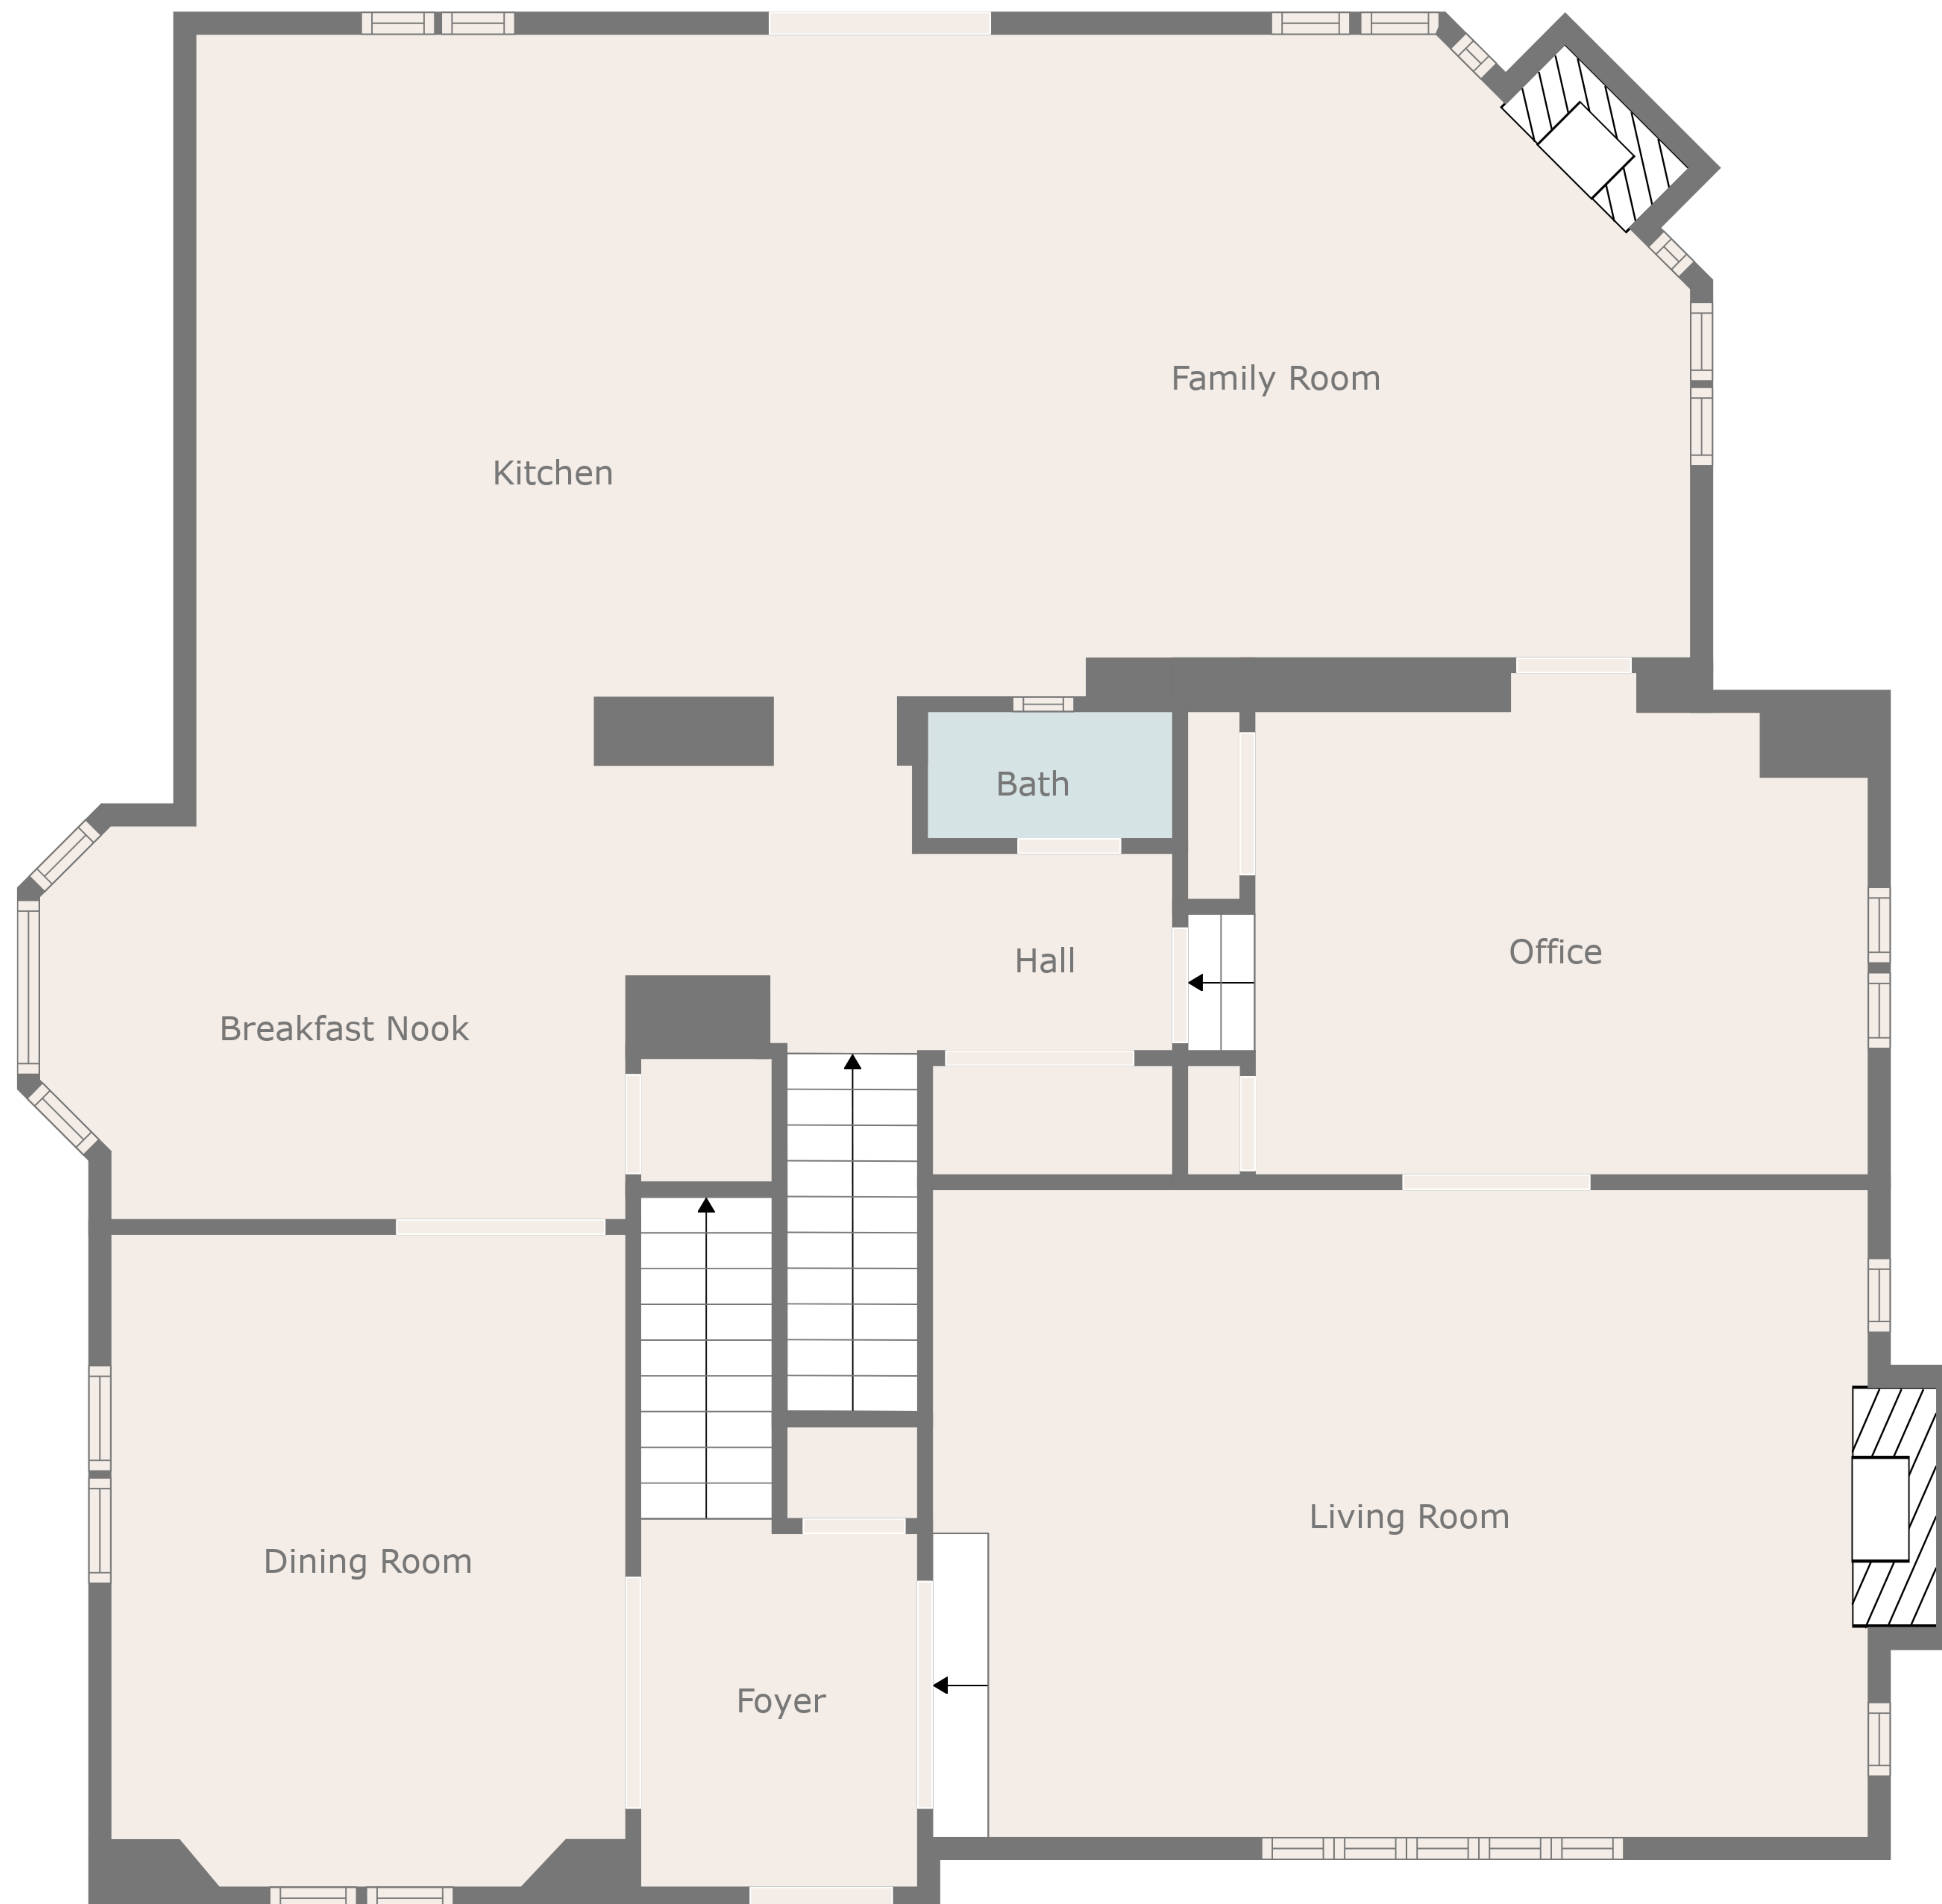 Family Room
Kitchen
Bath
Office
Hall
Breakfast Nook
Living Room
Dining Room
Foyer